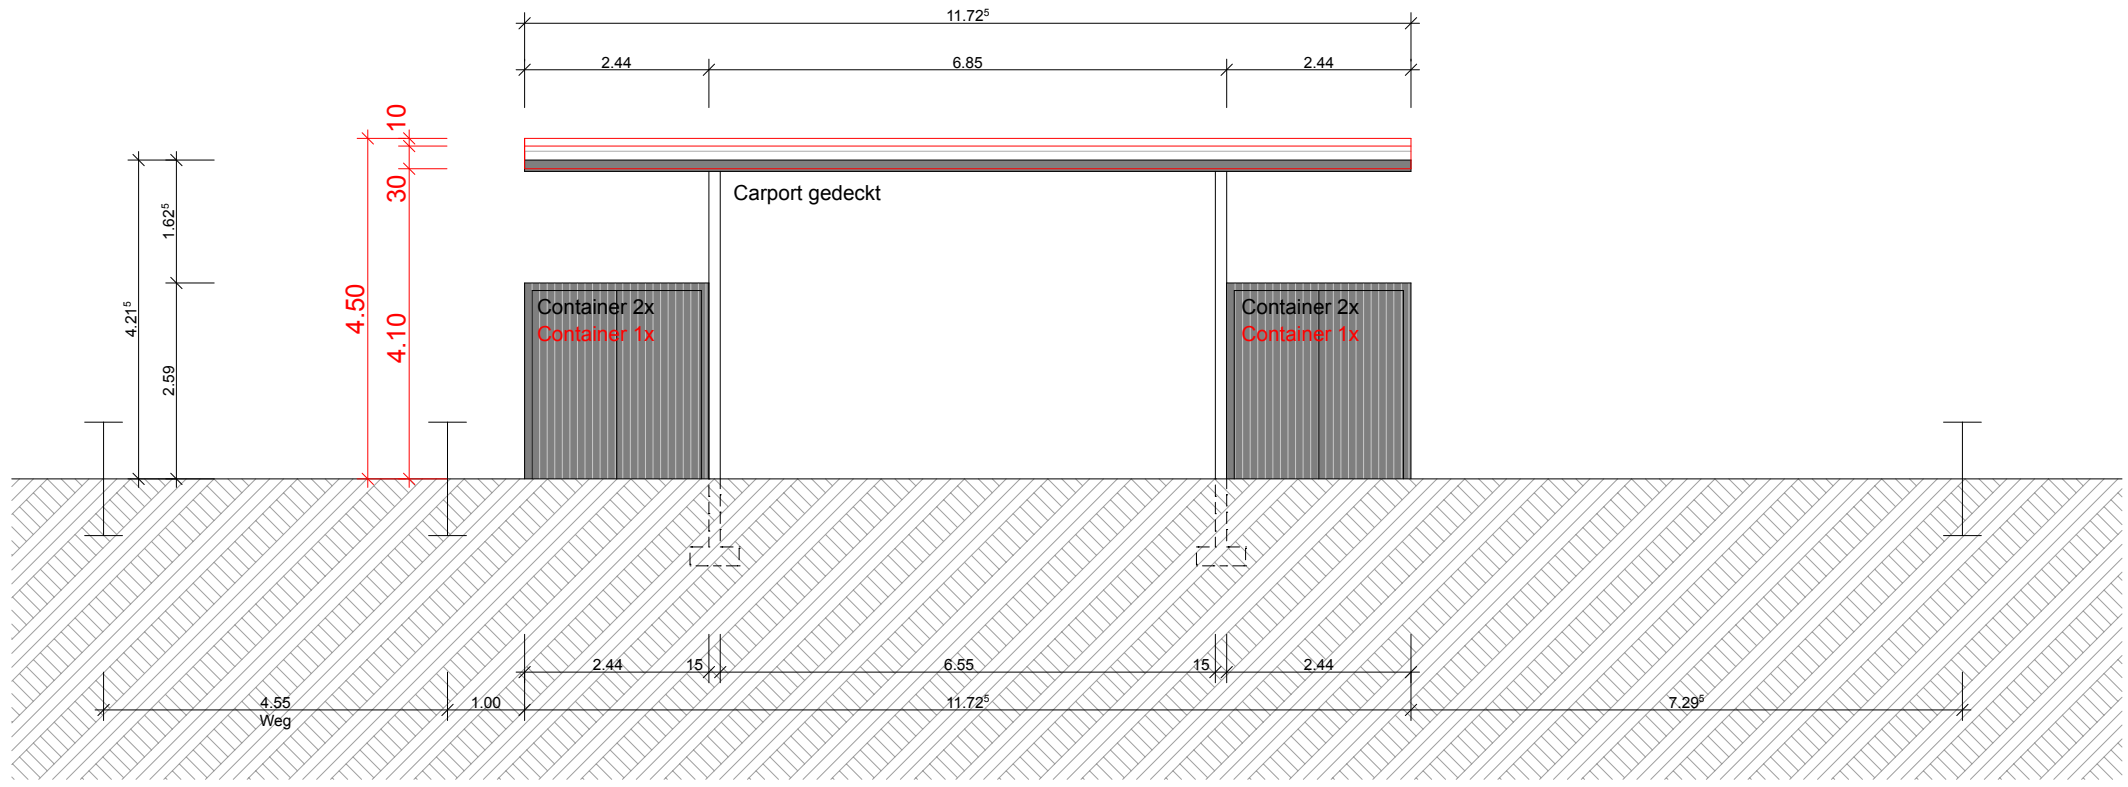 11.72⁵
2.44 6.85 2.44
10
30
4.50
4.10
1.62⁵
4.21⁵
2.59
Carport gedeckt
Container 2x
Container 1x
Container 2x
Container 1x
2.44 15 6.55 15 2.44
4.55 1.00 11.72⁵ 7.29⁵
Weg